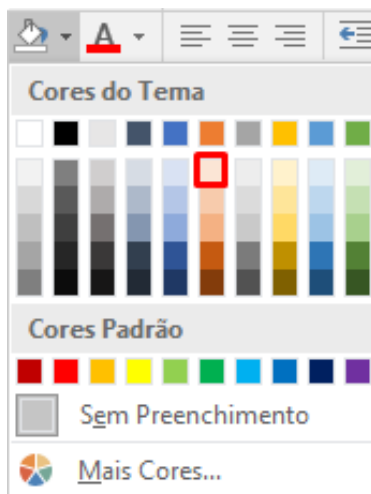 A
Cores do Tema
Cores Padrão
Sem Preenchimento
Mais Cores...